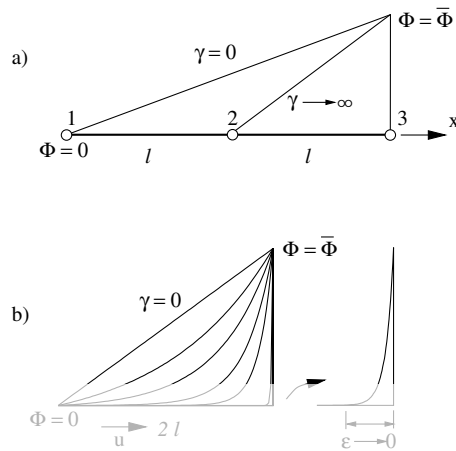 Φ = Φ̅
a)
γ = 0
γ → ∞
1
2
3
x
Φ = 0
l
l
Φ = Φ̅
γ = 0
b)
Φ = 0
u
2 l
ε → 0